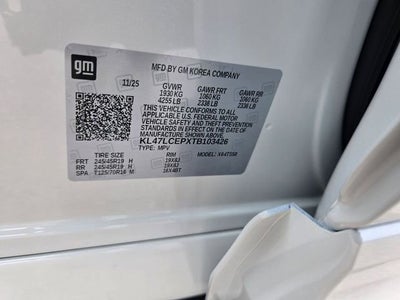 gm
MFD BY GM KOREA COMPANY
11/25
GVWR GAWR FRT GAWR RR
1930 KG 1060 KG 1060 KG
4255 LB 2338 LB 2338 LB
THIS VEHICLE CONFORMS TO ALL
APPLICABLE U.S. FEDERAL MOTOR
VEHICLE SAFETY AND THEFT
PREVENTION STANDARDS IN EFFECT
ON THE DATE OF MANUFACTURE
SHOWN ABOVE.
KL47LCEPXTB103426
TYPE: MPV MODEL:
TIRE SIZE RIM
FRT 245/45R19 H 19X8J
RR 245/45R19 H 19X8J
SPA T125/70R16 M 16X4BT